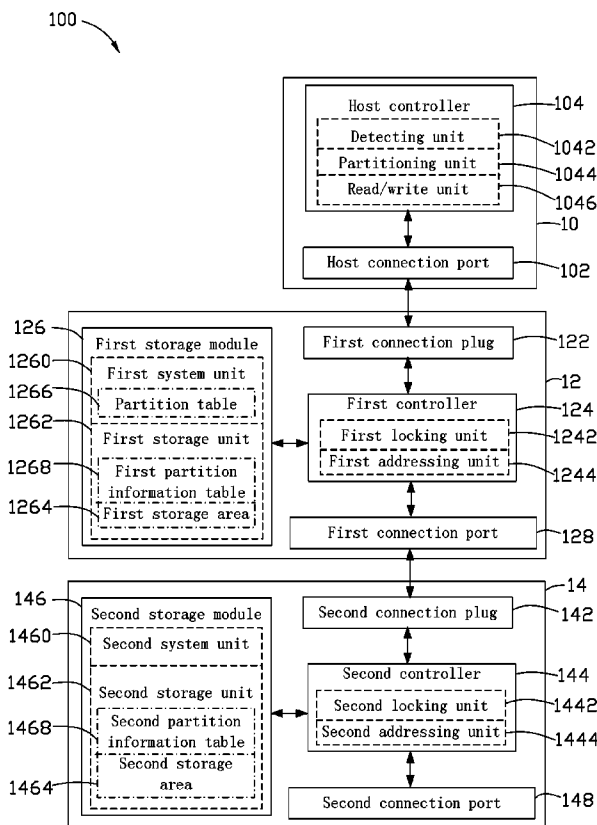 100
Host controller
104
Detecting unit
1042
Partitioning unit
1044
Read/write unit
1046
10
Host connection port
102
126
First storage module
1260
First system unit
1266
Partition table
1262
First storage unit
1268
First partition
information table
1264
First storage area
First connection plug
122
12
First controller
124
First locking unit
1242
First addressing unit
1244
First connection port
128
14
146
Second storage module
1460
Second system unit
1462
Second storage unit
Second partition
1468
information table
Second storage
1464
area
Second connection plug
142
Second controller
144
Second locking unit
1442
Second addressing unit
1444
Second connection port
148